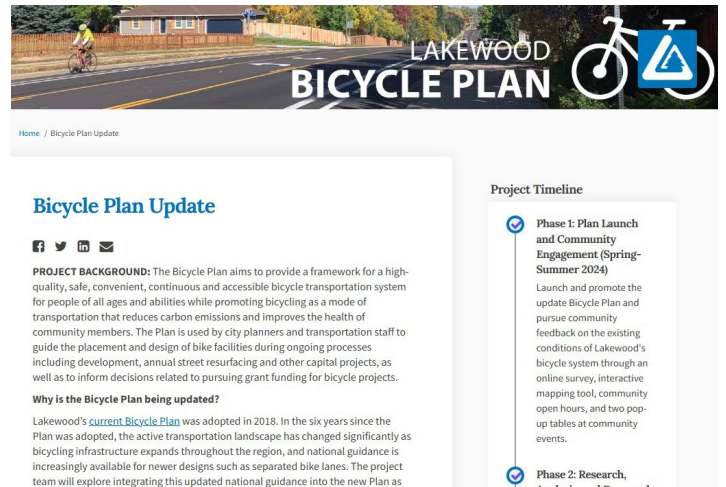 LAKEWOOD
BICYCLE PLAN
Home / Bicycle Plan Update
Bicycle Plan Update
PROJECT BACKGROUND: The Bicycle Plan aims to provide a framework for a high-
quality, safe, convenient, continuous and accessible bicycle transportation system
for people of all ages and abilities while promoting bicycling as a mode of
transportation that reduces carbon emissions and improves the health of
community members. The Plan is used by city planners and transportation staff to
guide the placement and design of bike facilities during ongoing processes
including development, annual street resurfacing and other capital projects, as
well as to inform decisions related to pursuing grant funding for bicycle projects.
Why is the Bicycle Plan being updated?
Lakewood's current Bicycle Plan was adopted in 2018. In the six years since the
Plan was adopted, the active transportation landscape has changed significantly as
bicycling infrastructure expands throughout the region, and national guidance is
increasingly available for newer designs such as separated bike lanes. The project
team will explore integrating this updated national guidance into the new Plan as
Project Timeline
Phase 1: Plan Launch
and Community
Engagement (Spring-
Summer 2024)
Launch and promote the
update Bicycle Plan and
pursue community
feedback on the existing
conditions of Lakewood's
bicycle system through an
online survey, interactive
mapping tool, community
open hours, and two pop-
up tables at community
events.
Phase 2: Research,